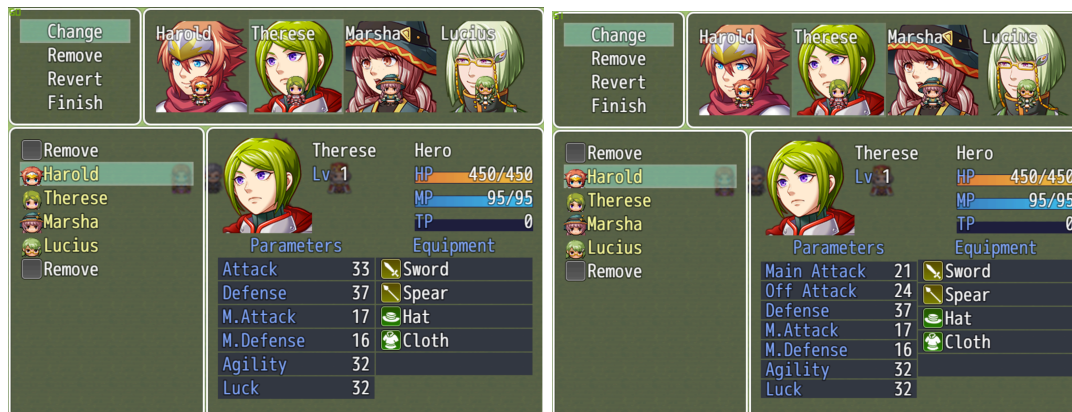 Change
Remove
Revert
Finish
Harold Therese Marsha Lucius
Remove
Harold
Therese
Marsha
Lucius
Remove
Therese Hero
Lv 1 HP 450/450
MP 95/95
TP 0
Parameters Equipment
Attack 33 Sword
Defense 37 Spear
M.Attack 17 Hat
M.Defense 16 Cloth
Agility 32
Luck 32
Change
Remove
Revert
Finish
Harold Therese Marsha Lucius
Remove
Harold
Therese
Marsha
Lucius
Remove
Therese Hero
Lv 1 HP 450/450
MP 95/95
TP 0
Parameters Equipment
Main Attack 21 Sword
Off Attack 24 Spear
Defense 37 Hat
M.Attack 17 Cloth
M.Defense 16
Agility 32
Luck 32